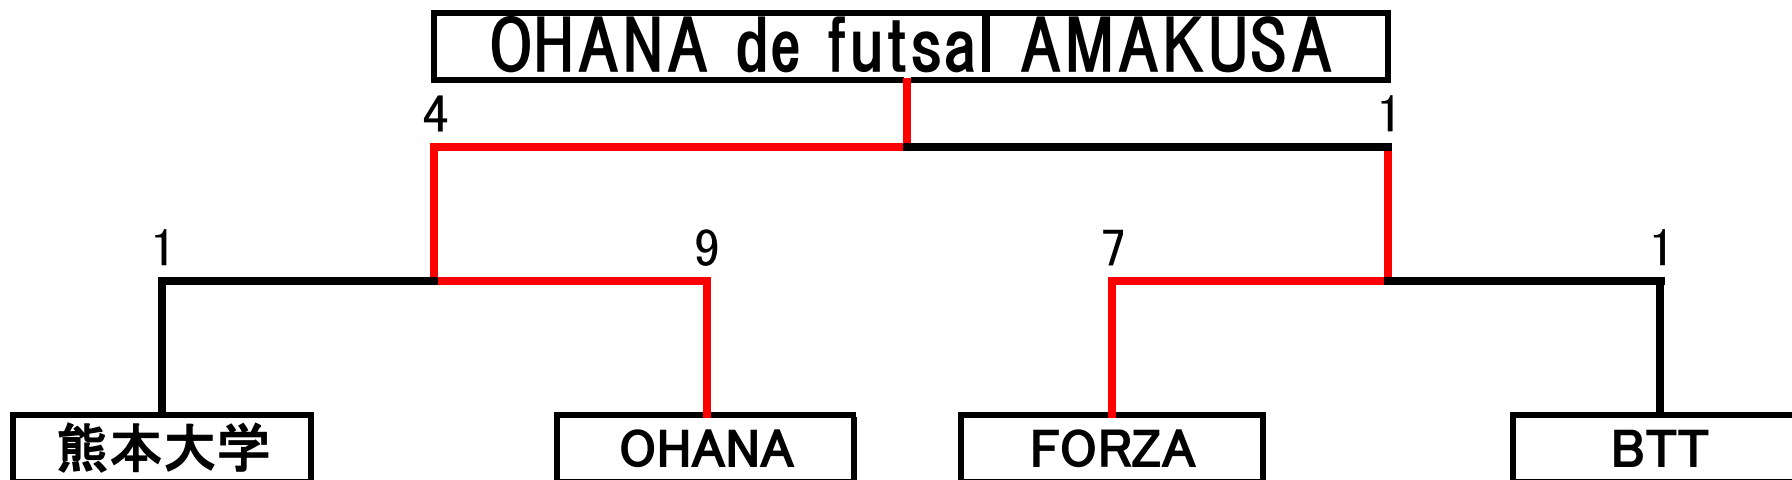 OHANA de futsal AMAKUSA
4 1
1 9 7 1
熊本大学 OHANA FORZA BTT